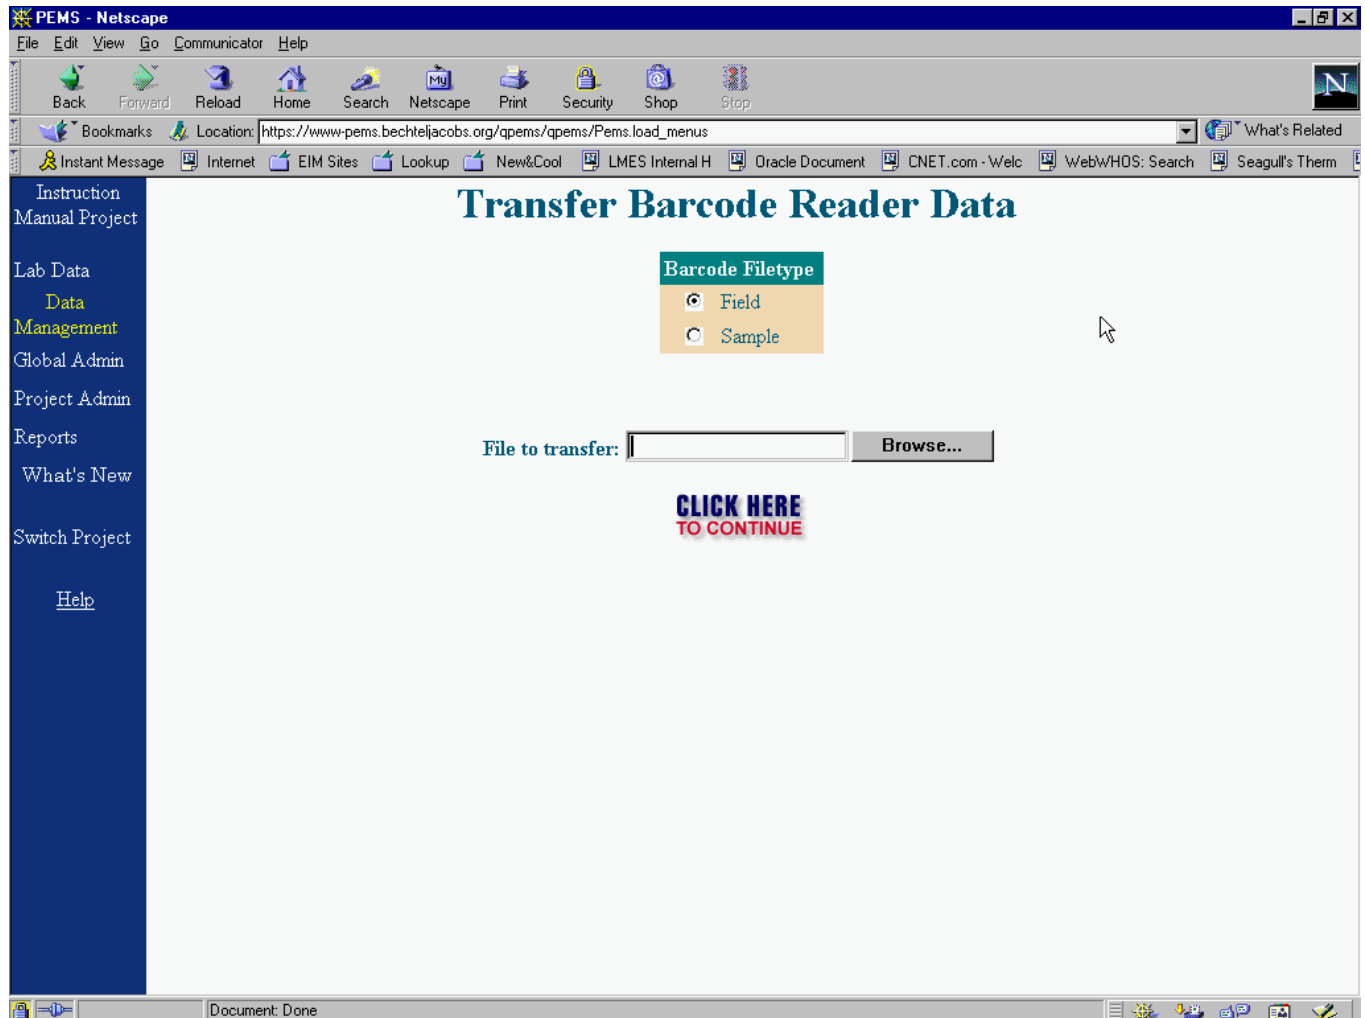 PEMS - Netscape
File Edit View Go Communicator Help
Back Forward Reload Home Search Netscape Print Security Shop Stop
My
N
Bookmarks Location: https://www-pems.bechteljacobs.org/qpems/qpems/Pems.load_menus What's Related
Instant Message Internet EIM Sites Lookup New&Cool LMES Internal H Oracle Document CNET.com - Welc WebWHOS: Search Seagull's Therm
Instruction
Manual Project
Lab Data
Data
Management
Global Admin
Project Admin
Reports
What's New
Switch Project
Help
Transfer Barcode Reader Data
Barcode Filetype
Field
Sample
File to transfer: Browse...
CLICK HERE
TO CONTINUE
Document: Done